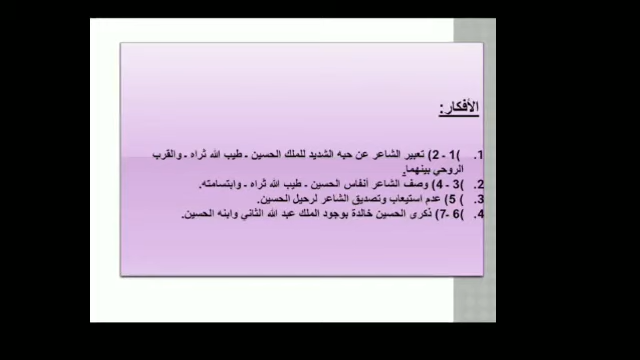 الأفكار:
1. )1 - 2) تعبير الشاعر عن حبه الشديد للملك الحسين ـ طيب الله ثراه ـ والقرب
الروحي بينهما.
2. )3 - 4) وصف الشاعر أنفاس الحسين ـ طيب الله ثراه ـ وابتسامته.
3. ) 5) عدم استيعاب وتصديق الشاعر لرحيل الحسين.
4. )6 -7) ذكرى الحسين خالدة بوجود الملك عبد الله الثاني وابنه الحسين.